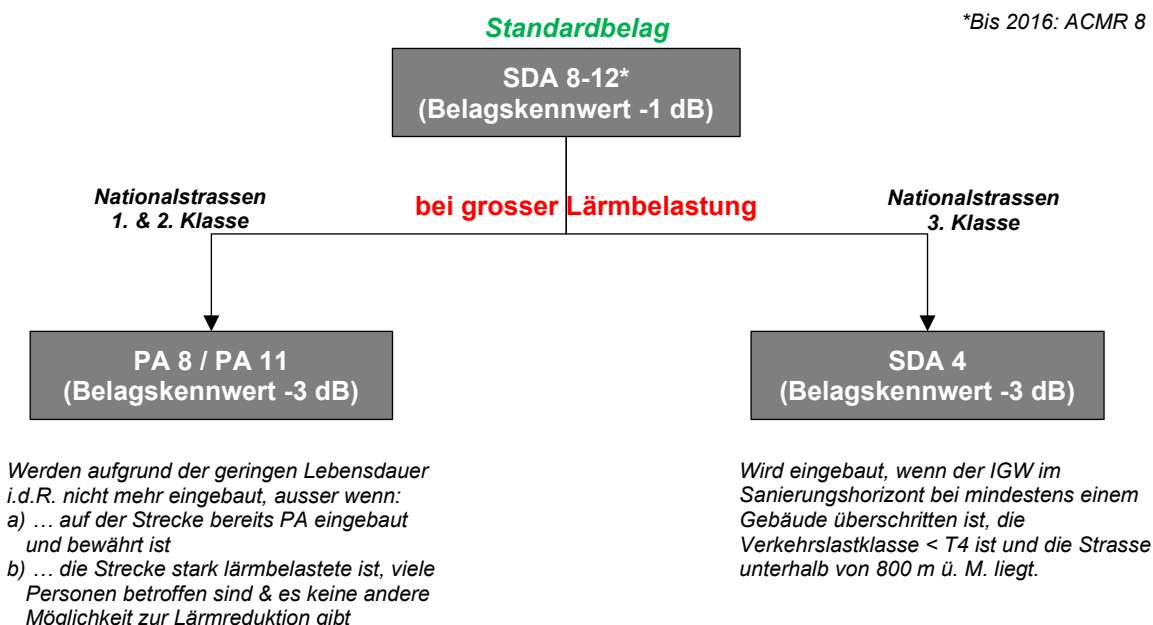 Standardbelag
*Bis 2016: ACMR 8
SDA 8-12*
(Belagskennwert -1 dB)
Nationalstrassen
1. & 2. Klasse
bei grosser Lärmbelastung
Nationalstrassen
3. Klasse
PA 8 / PA 11
(Belagskennwert -3 dB)
SDA 4
(Belagskennwert -3 dB)
Werden aufgrund der geringen Lebensdauer
i.d.R. nicht mehr eingebaut, ausser wenn:
a) … auf der Strecke bereits PA eingebaut
und bewährt ist
b) … die Strecke stark lärmbelastete ist, viele
Personen betroffen sind & es keine andere
Möglichkeit zur Lärmreduktion gibt
Wird eingebaut, wenn der IGW im
Sanierungshorizont bei mindestens einem
Gebäude überschritten ist, die
Verkehrslastklasse < T4 ist und die Strasse
unterhalb von 800 m ü. M. liegt.